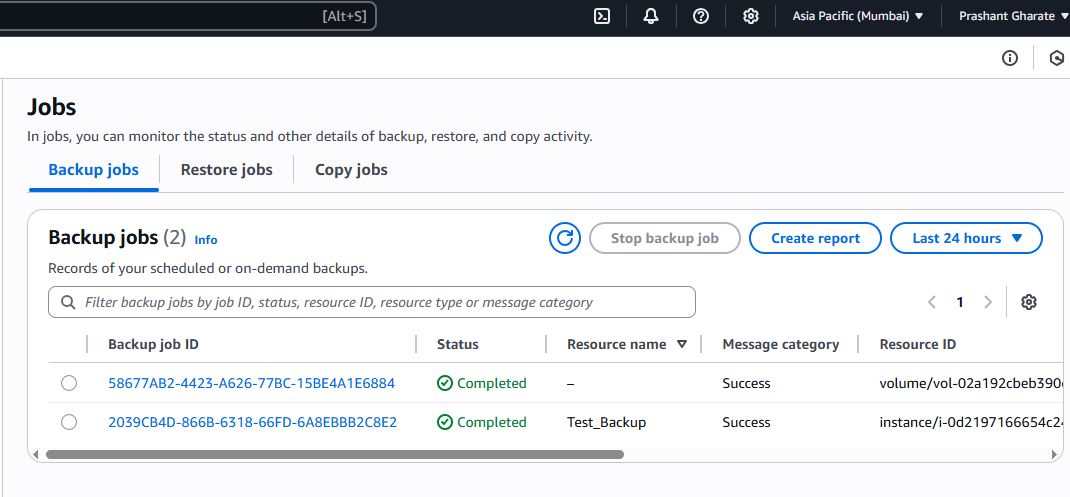 [Alt+S] Asia Pacific (Mumbai) Prashant Gharate
Jobs
In jobs, you can monitor the status and other details of backup, restore, and copy activity.
Backup jobs Restore jobs Copy jobs
Backup jobs (2) Info Stop backup job Create report Last 24 hours
Records of your scheduled or on-demand backups.
Filter backup jobs by job ID, status, resource ID, resource type or message category 1
Backup job ID Status Resource name Message category Resource ID
58677AB2-4423-A626-77BC-15BE4A1E6884 Completed – Success volume/vol-02a192cbeb390
2039CB4D-866B-6318-66FD-6A8EBBB2C8E2 Completed Test_Backup Success instance/i-0d2197166654c2